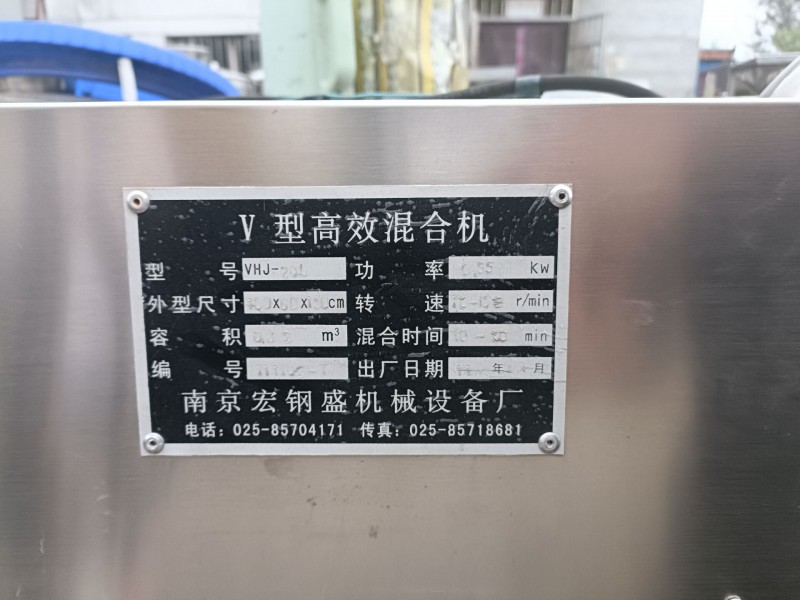 V 型高效混合机
型 号 VHJ- 功 率 KW
外型尺寸 cm 转 速 r/min
容 积 m³ 混合时间 min
编 号 出厂日期 年 月
南京宏钢盛机械设备厂
电话：025-85704171 传真：025-85718681